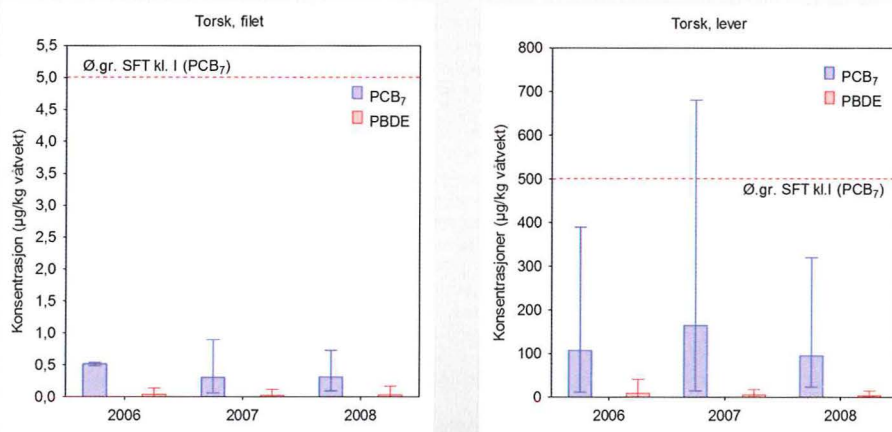 Torsk, filet
Konsentrasjon (µg/kg våtvekt)
5,5
5,0
4,5
4,0
3,5
3,0
2,5
2,0
1,5
1,0
0,5
0,0
Ø.gr. SFT kl. I (PCB₇)
PCB₇
PBDE
2006 2007 2008
Torsk, lever
Konsentrasjoner (µg/kg våtvekt)
800
700
600
500
400
300
200
100
0
PCB₇
PBDE
Ø.gr. SFT kl.I (PCB₇)
2006 2007 2008